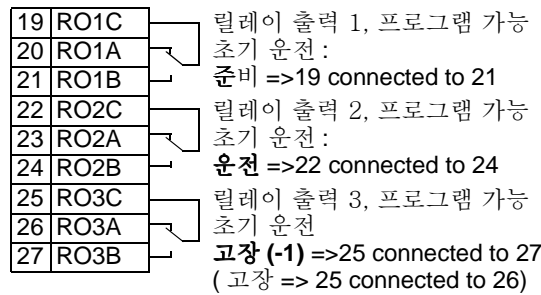 19 RO1C 릴레이 출력 1, 프로그램 가능
20 RO1A 초기 운전 :
21 RO1B 준비 =>19 connected to 21
22 RO2C 릴레이 출력 2, 프로그램 가능
23 RO2A 초기 운전 :
24 RO2B 운전 =>22 connected to 24
25 RO3C 릴레이 출력 3, 프로그램 가능
26 RO3A 초기 운전
27 RO3B 고장 (-1) =>25 connected to 27
( 고장 => 25 connected to 26)